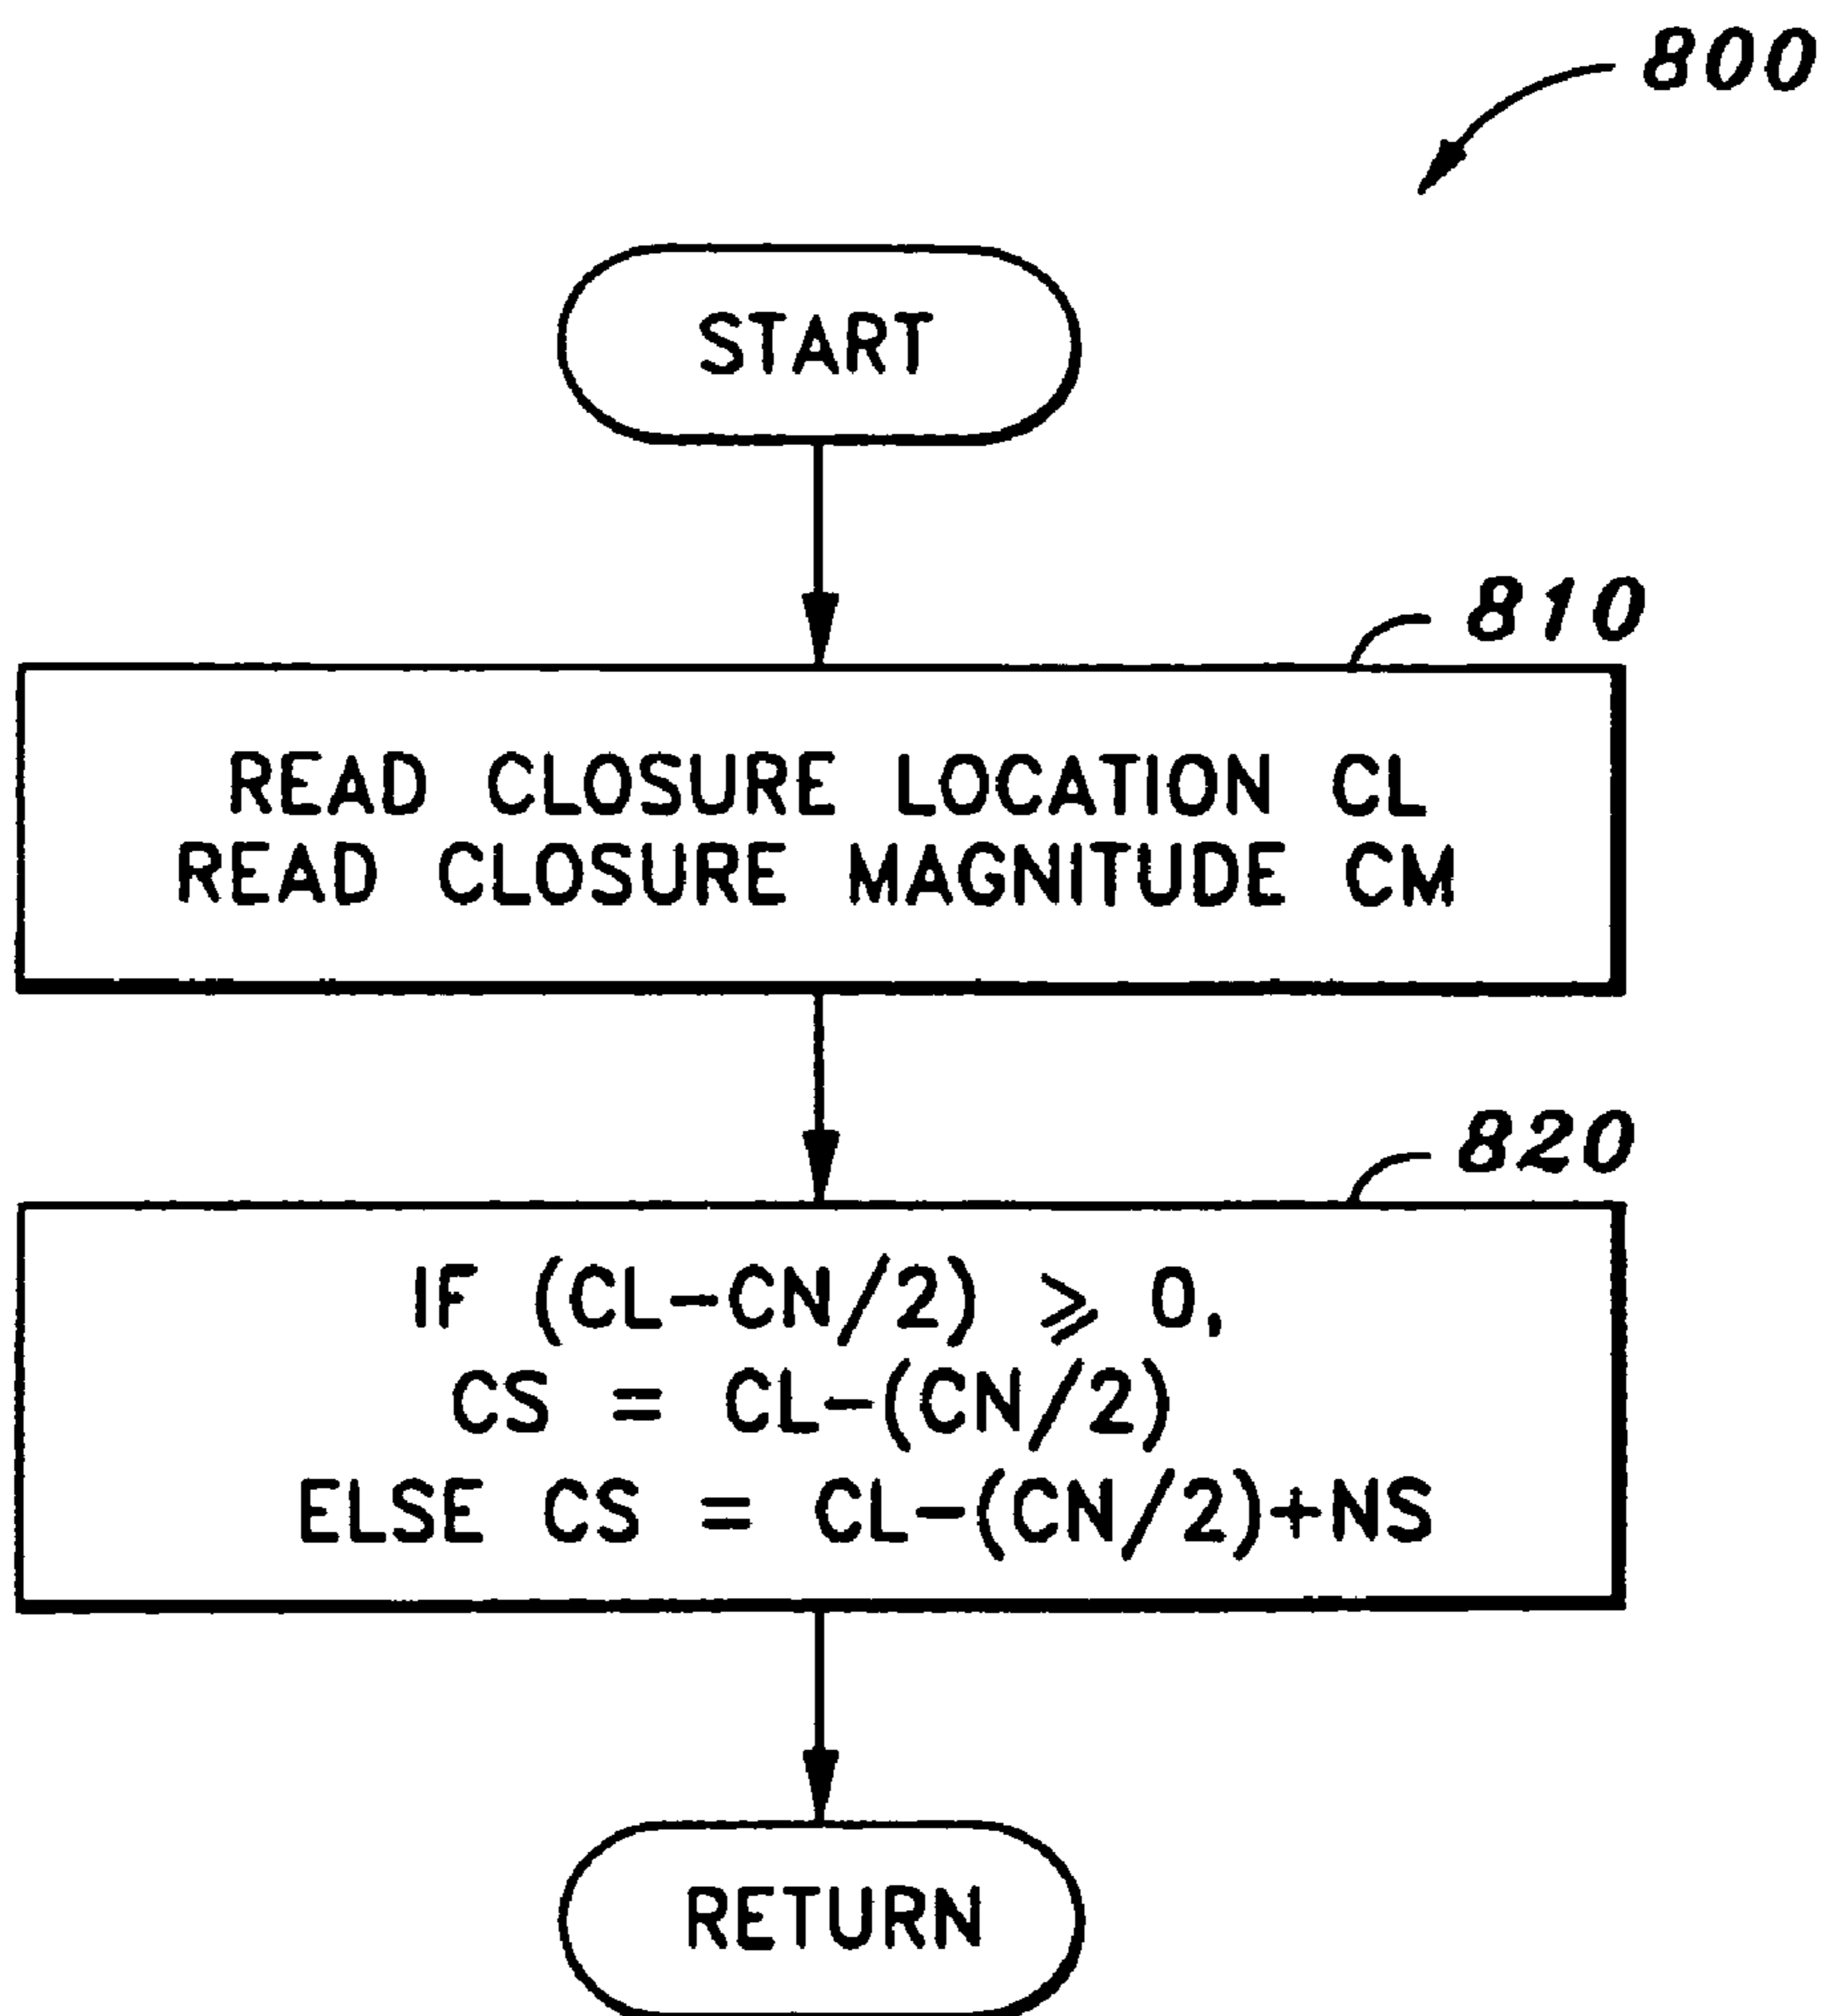 800
START
810
READ CLOSURE LOCATION CL
READ CLOSURE MAGNITUDE CM
820
IF (CL-CN/2) ⩾ 0,
CS = CL-(CN/2)
ELSE CS = CL-(CN/2)+NS
RETURN